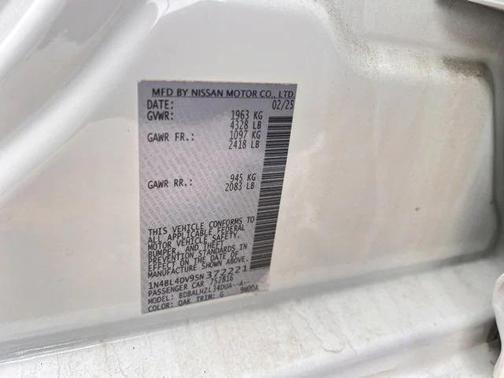 MFD BY NISSAN MOTOR CO., LTD.
DATE: 02/25
GVWR: 1963 KG
4328 LB
GAWR FR.: 1097 KG
2418 LB
GAWR RR.: 945 KG
2083 LB
THIS VEHICLE CONFORMS TO
ALL APPLICABLE FEDERAL
MOTOR VEHICLE SAFETY,
BUMPER, AND THEFT
PREVENTION STANDARDS IN
EFFECT ON THE DATE OF
MANUFACTURE SHOWN ABOVE.
1N4BL4DV9SN372221
PASSENGER CAR 752816
COLOR: QAK TRIM: G